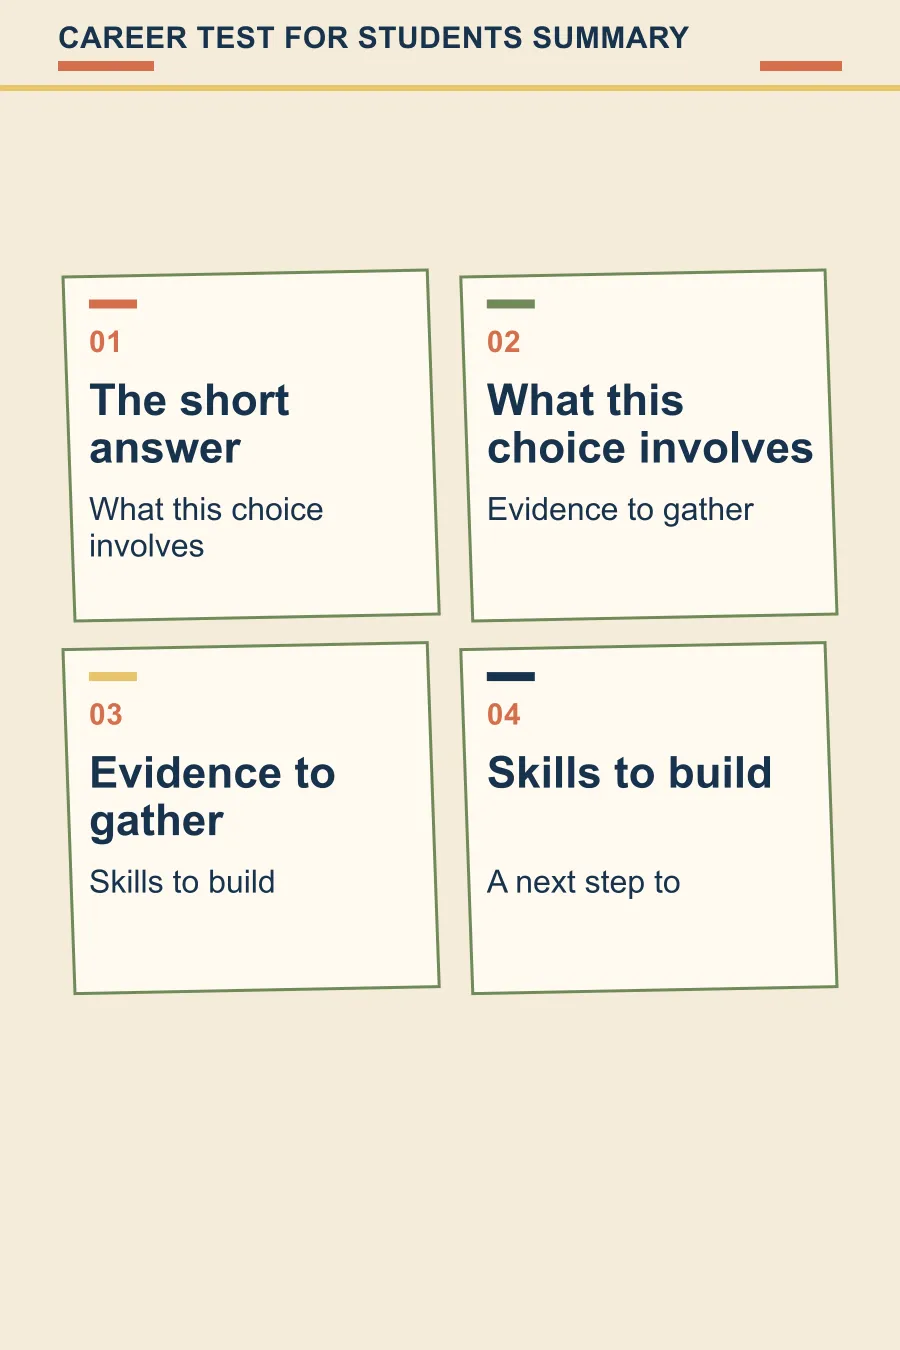 CAREER TEST FOR STUDENTS SUMMARY
01
The short
answer
What this choice
involves
02
What this
choice involves
Evidence to gather
03
Evidence to
gather
Skills to build
04
Skills to build
A next step to